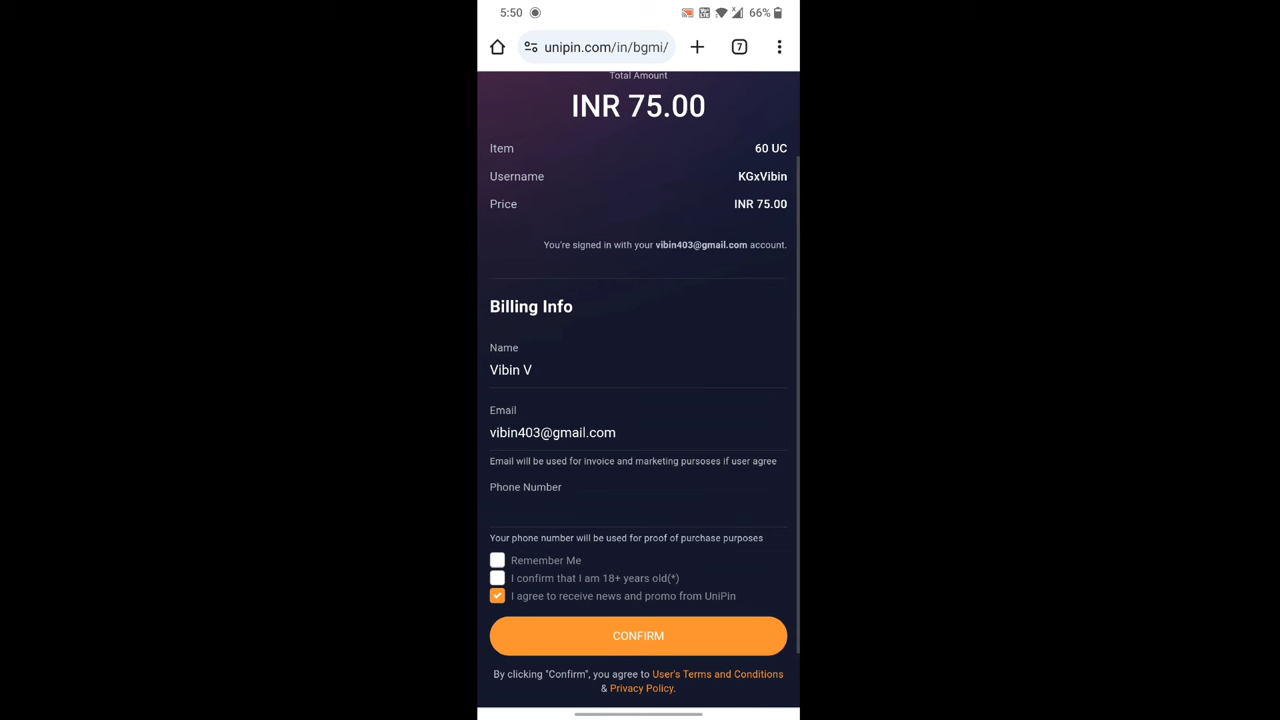 5:50 66%
unipin.com/in/bgmi/ 7
Total Amount
INR 75.00
Item 60 UC
Username KGxVibin
Price INR 75.00
You're signed in with your vibin403@gmail.com account.
Billing Info
Name
Vibin V
Email
vibin403@gmail.com
Email will be used for invoice and marketing pursoses if user agree
Phone Number
Your phone number will be used for proof of purchase purposes
Remember Me
I confirm that I am 18+ years old(*)
I agree to receive news and promo from UniPin
CONFIRM
By clicking "Confirm", you agree to User's Terms and Conditions
& Privacy Policy.